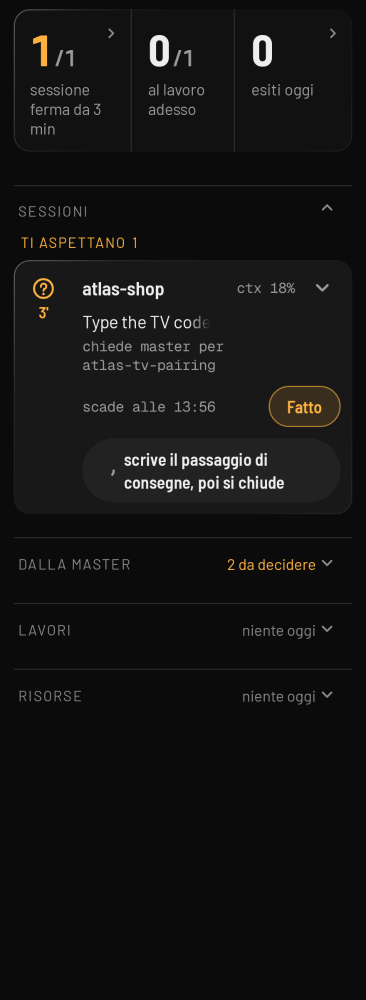 1/1
sessione
ferma da 3
min
0/1
al lavoro
adesso
0
esiti oggi
SESSIONI
TI ASPETTANO 1
atlas-shop
ctx 18%
3'
Type the TV code
chiede master per
atlas-tv-pairing
scade alle 13:56
Fatto
scrive il passaggio di
consegne, poi si chiude
DALLA MASTER
2 da decidere
LAVORI
niente oggi
RISORSE
niente oggi